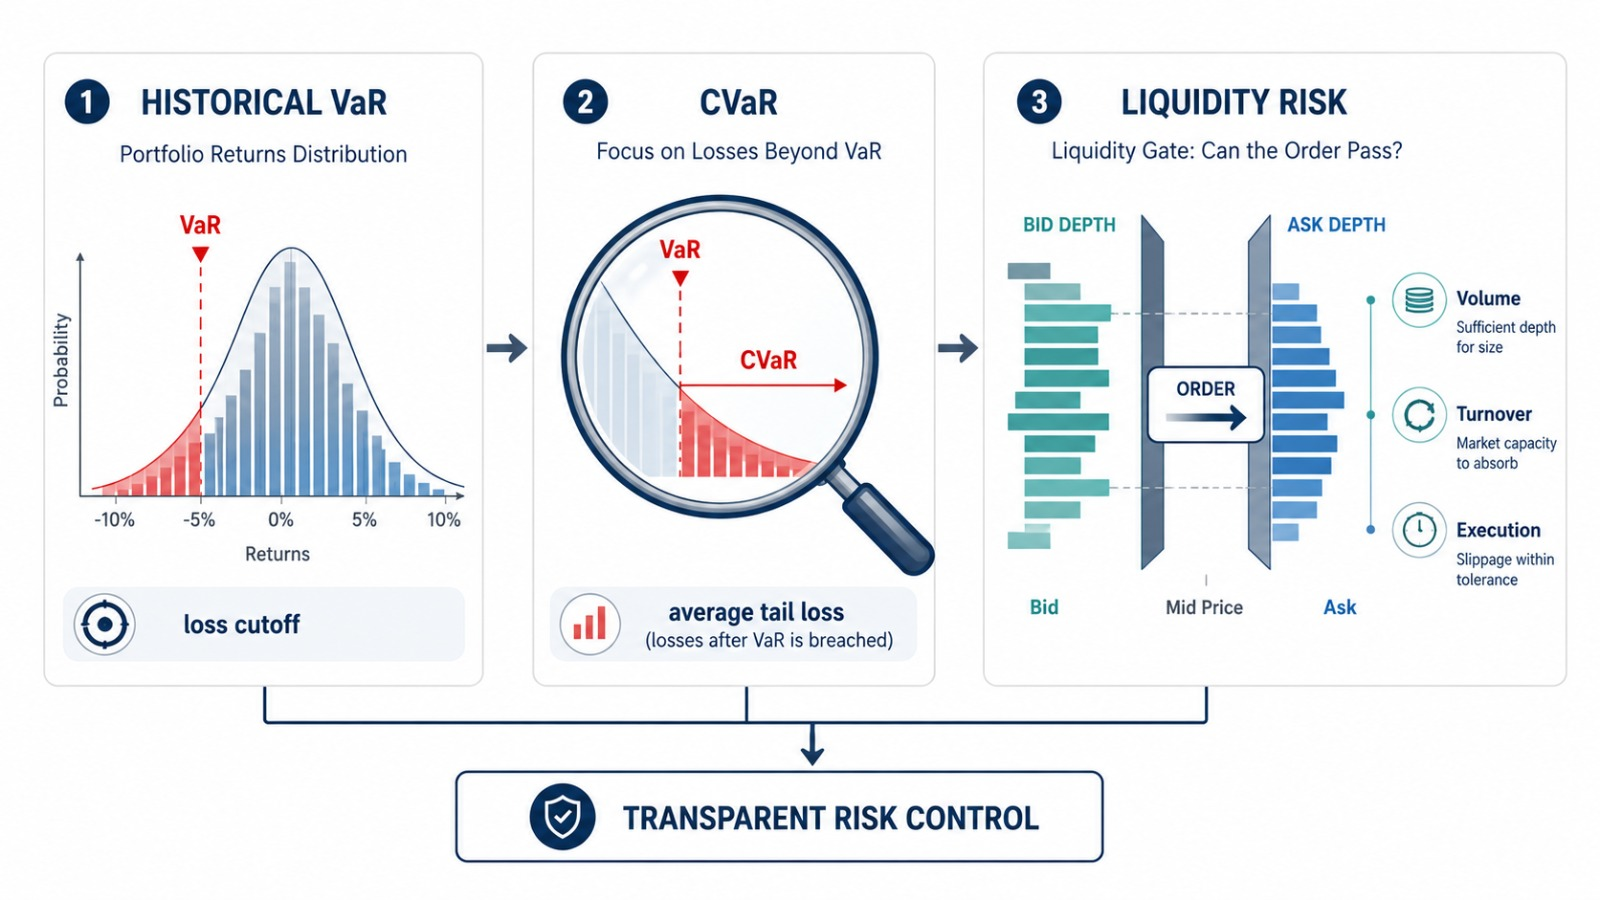 1 HISTORICAL VaR
Portfolio Returns Distribution
VaR
Probability
-10% -5% 0% 5% 10%
Returns
loss cutoff
2 CVaR
Focus on Losses Beyond VaR
VaR
CVaR
average tail loss
(losses after VaR is breached)
3 LIQUIDITY RISK
Liquidity Gate: Can the Order Pass?
BID DEPTH
ASK DEPTH
ORDER
Volume
Sufficient depth
for size
Turnover
Market capacity
to absorb
Execution
Slippage within
tolerance
Bid
Mid Price
Ask
TRANSPARENT RISK CONTROL